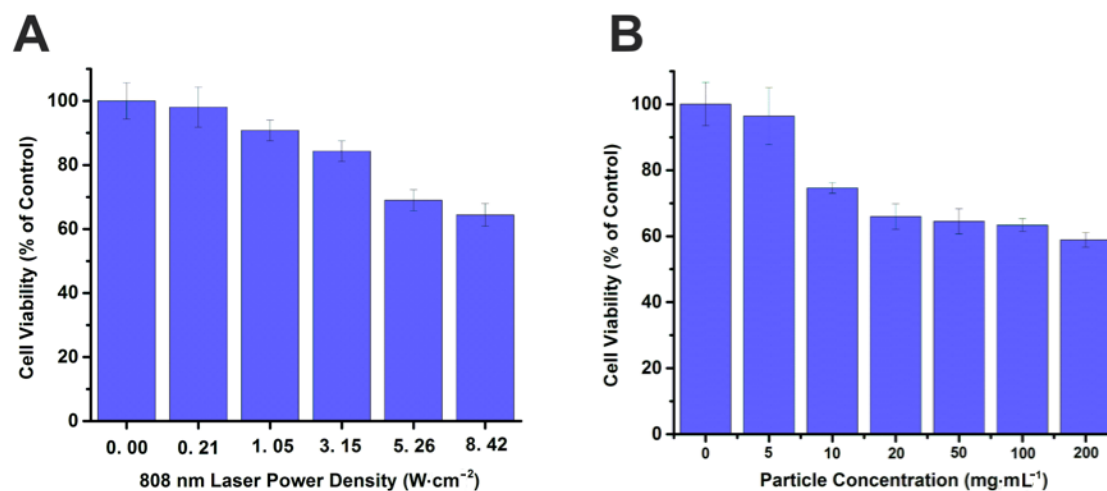 A
Cell Viability (% of Control)
100
80
60
40
20
0
0. 00 0. 21 1. 05 3. 15 5. 26 8. 42
808 nm Laser Power Density (W·cm⁻²)
B
Cell Viability (% of Control)
100
80
60
40
20
0
0 5 10 20 50 100 200
Particle Concentration (mg·mL⁻¹)